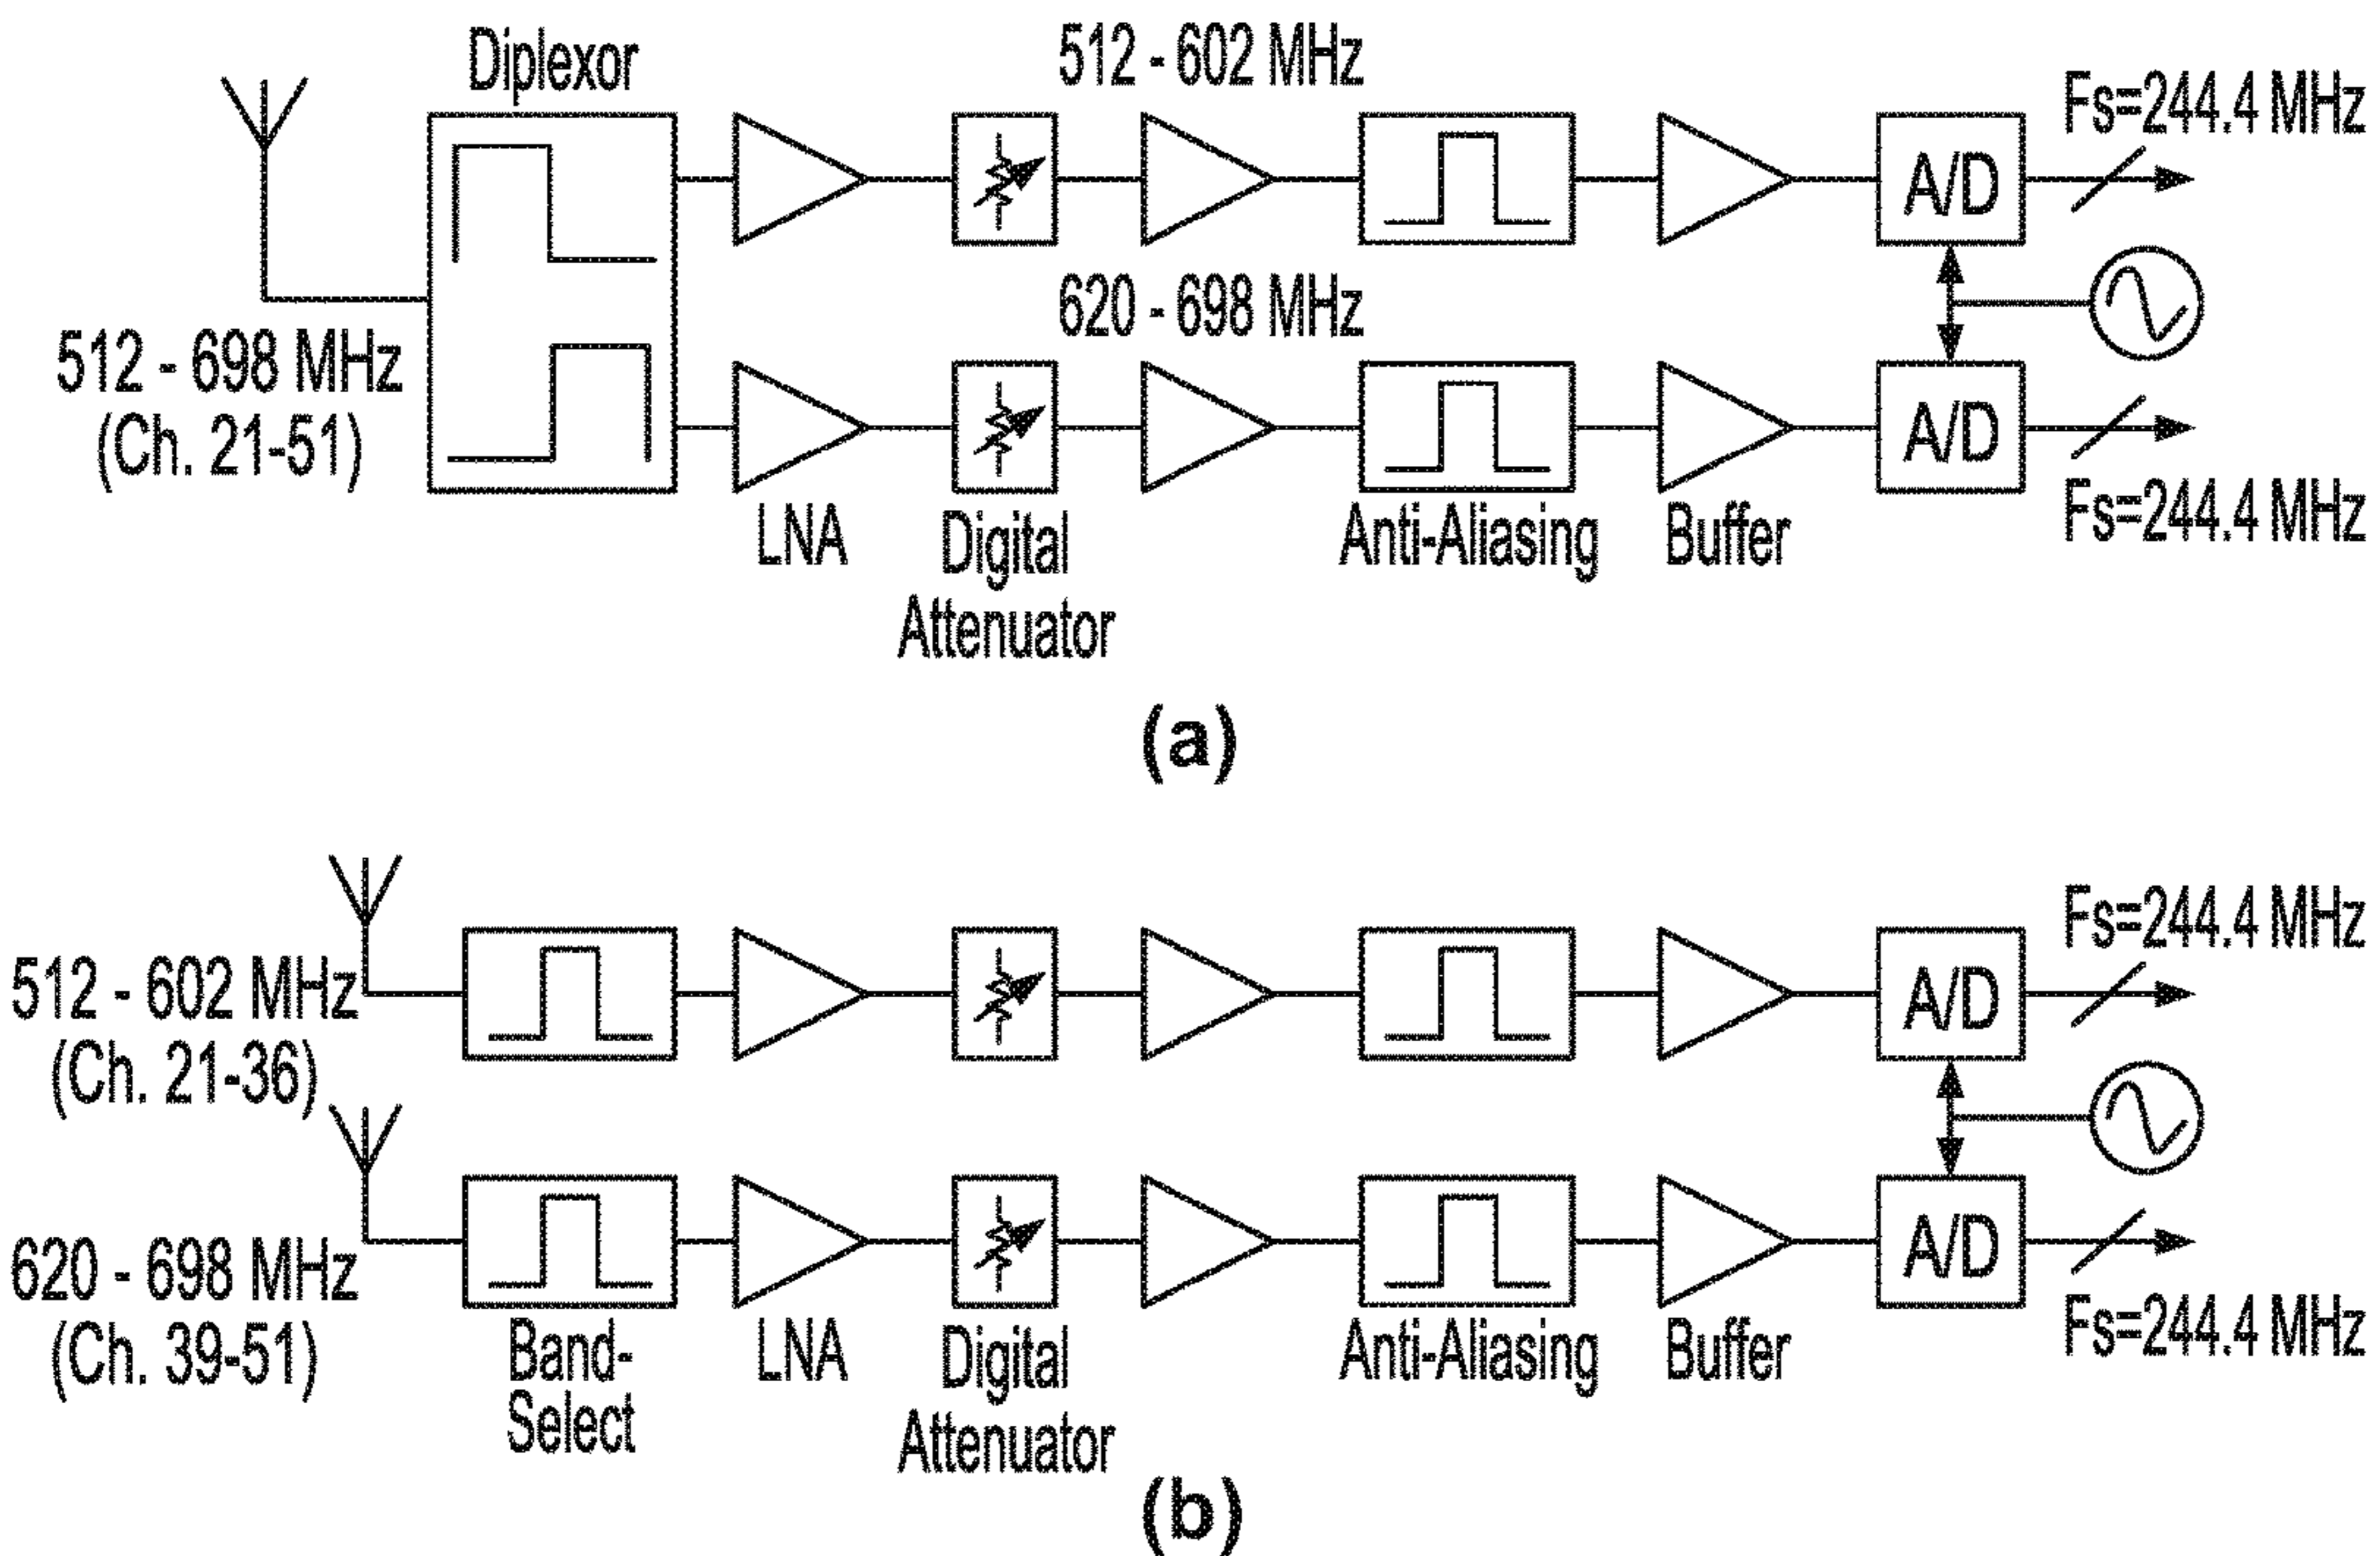 Diplexor
512 - 602 MHz
Fs=244.4 MHz
A/D
620 - 698 MHz
512 - 698 MHz
(Ch. 21-51)
A/D
LNA
Digital
Attenuator
Anti-Aliasing
Buffer
Fs=244.4 MHz
(a)
Fs=244.4 MHz
512 - 602 MHz
(Ch. 21-36)
A/D
620 - 698 MHz
(Ch. 39-51)
A/D
Band-
Select
LNA
Digital
Attenuator
Anti-Aliasing
Buffer
Fs=244.4 MHz
(b)